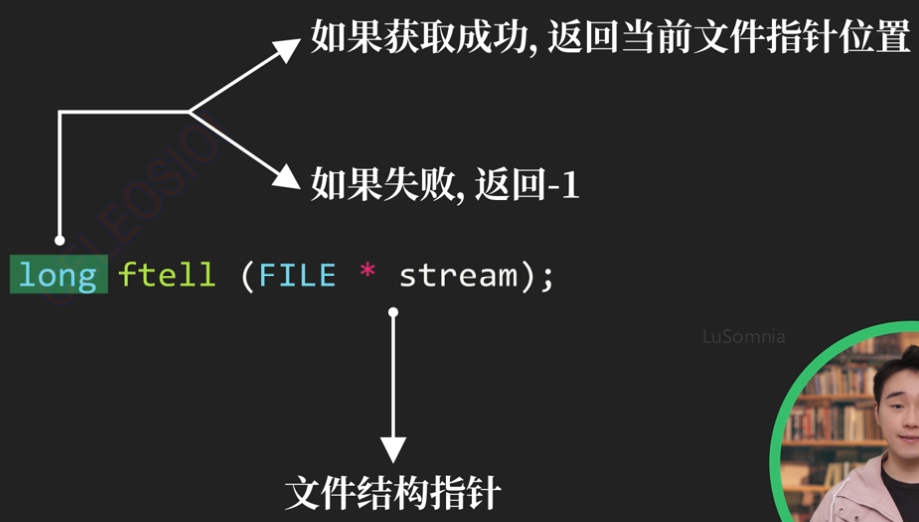 如果获取成功, 返回当前文件指针位置
如果失败, 返回-1
long ftell (FILE * stream);
LuSomnia
文件结构指针